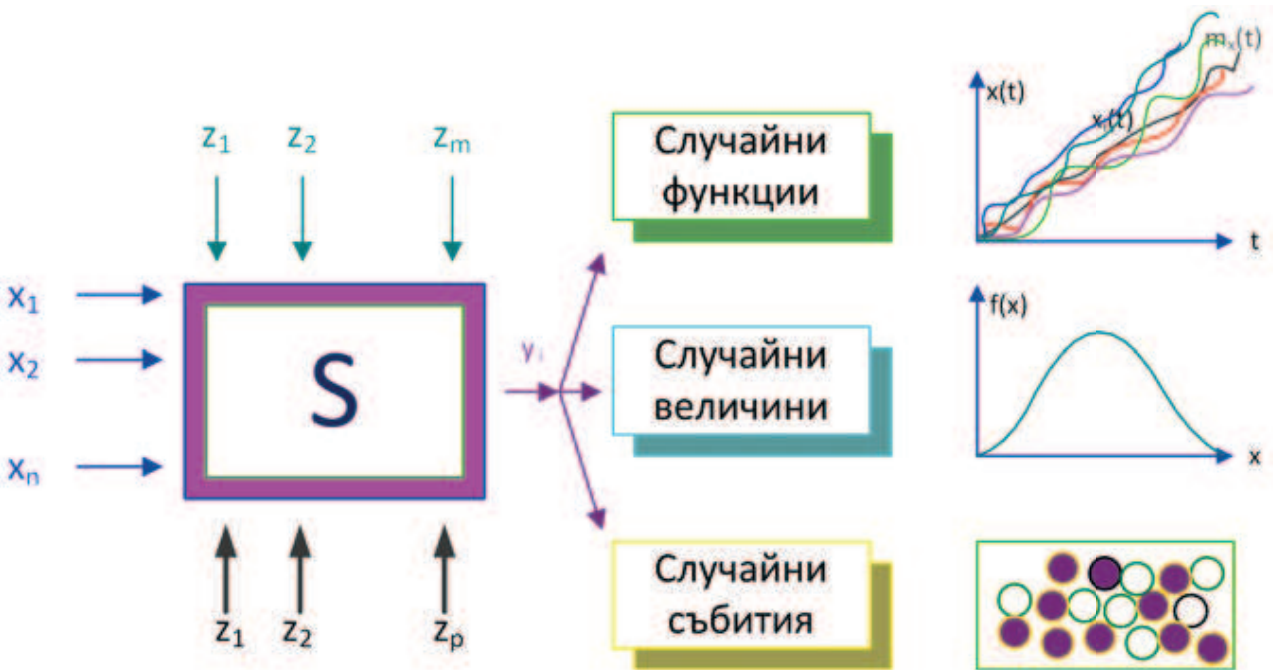 z₁ z₂ zₘ
x₁
x₂
xₙ
S
yᵢ
z₁ z₂ zₚ
Случайни
функции
Случайни
величини
Случайни
събития
x(t)
mₓ(t)
xᵢ(t)
t
f(x)
x